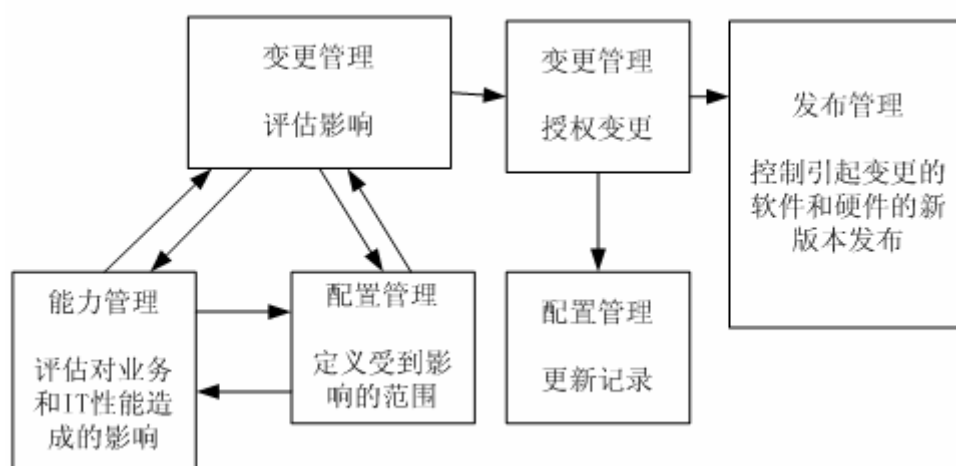 变更管理
评估影响
变更管理
授权变更
发布管理
控制引起变更的
软件和硬件的新
版本发布
能力管理
评估对业务
和IT性能造
成的影响
配置管理
定义受到影
响的范围
配置管理
更新记录